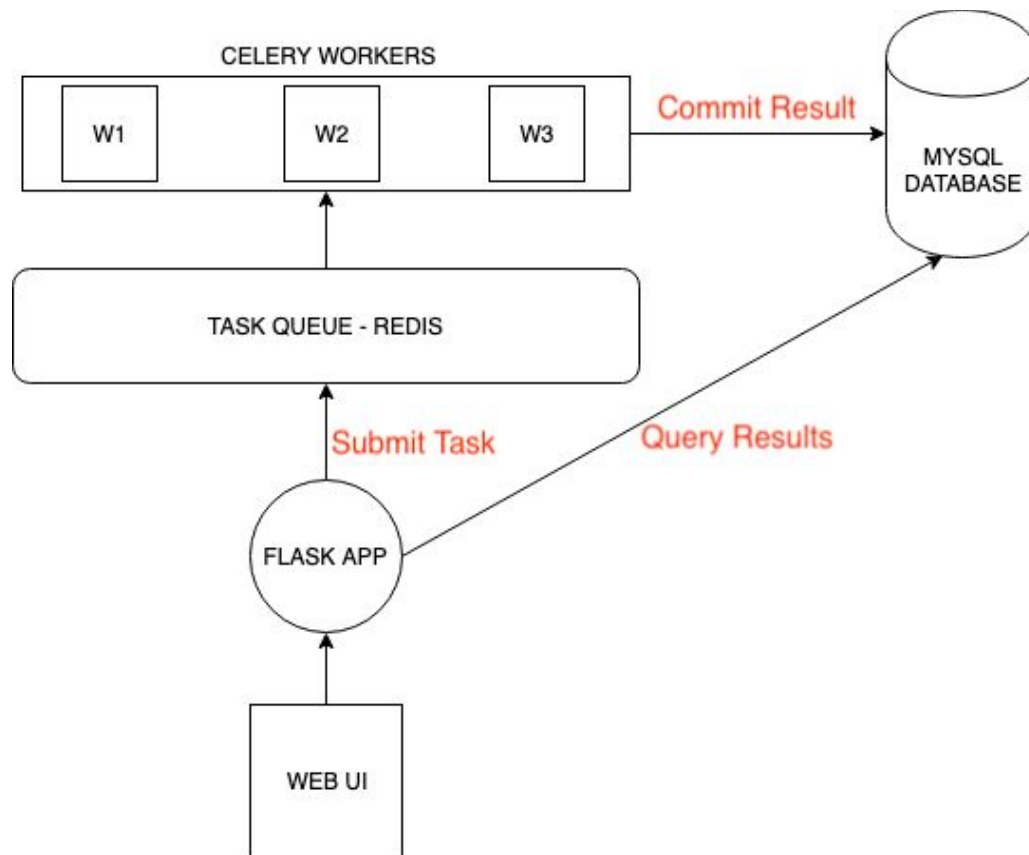 CELERY WORKERS
W1
W2
W3
Commit Result
MYSQL
DATABASE
TASK QUEUE - REDIS
Submit Task
Query Results
FLASK APP
WEB UI